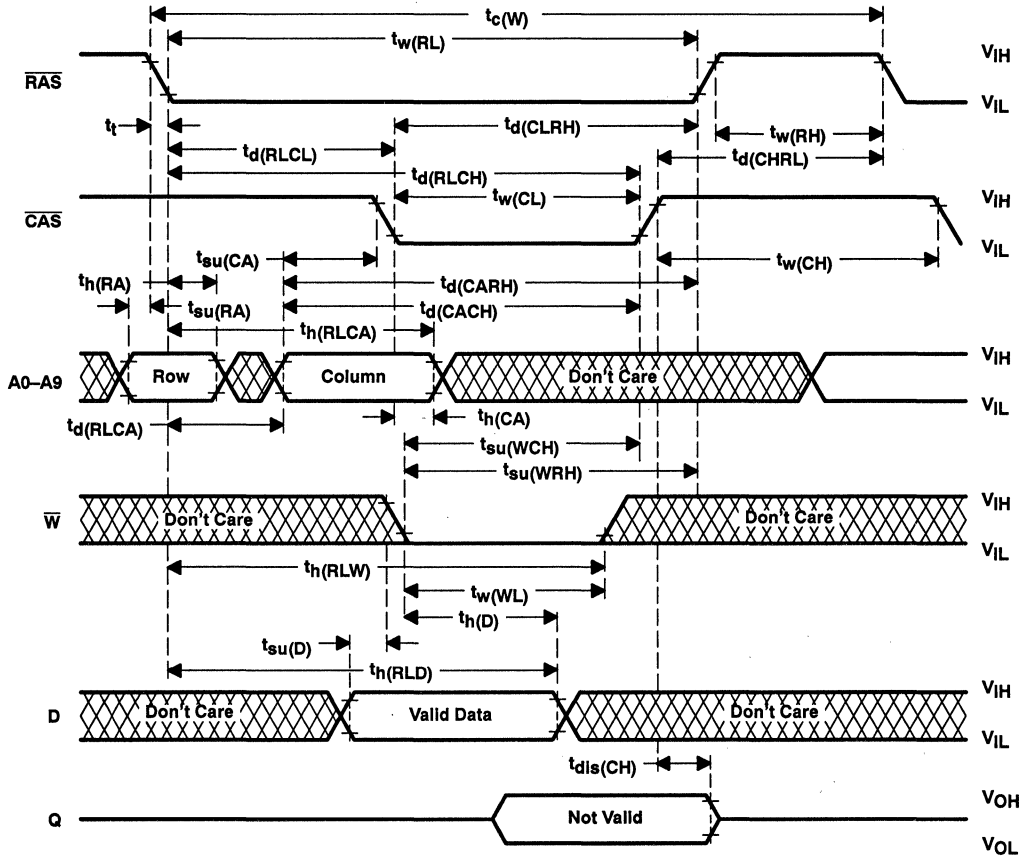 tc(W)
tw(RL)
RAS
VIH
VIL
tt
td(CLRH)
tw(RH)
td(RLCL)
td(CHRL)
td(RLCH)
tw(CL)
CAS
VIH
VIL
tsu(CA)
tw(CH)
th(RA)
td(CARH)
tsu(RA)
td(CACH)
th(RLCA)
A0–A9
Row
Column
Don't Care
VIH
VIL
td(RLCA)
th(CA)
tsu(WCH)
tsu(WRH)
W
Don't Care
Don't Care
VIH
VIL
th(RLW)
tw(WL)
th(D)
tsu(D)
th(RLD)
D
Don't Care
Valid Data
Don't Care
VIH
VIL
tdis(CH)
Q
Not Valid
VOH
VOL